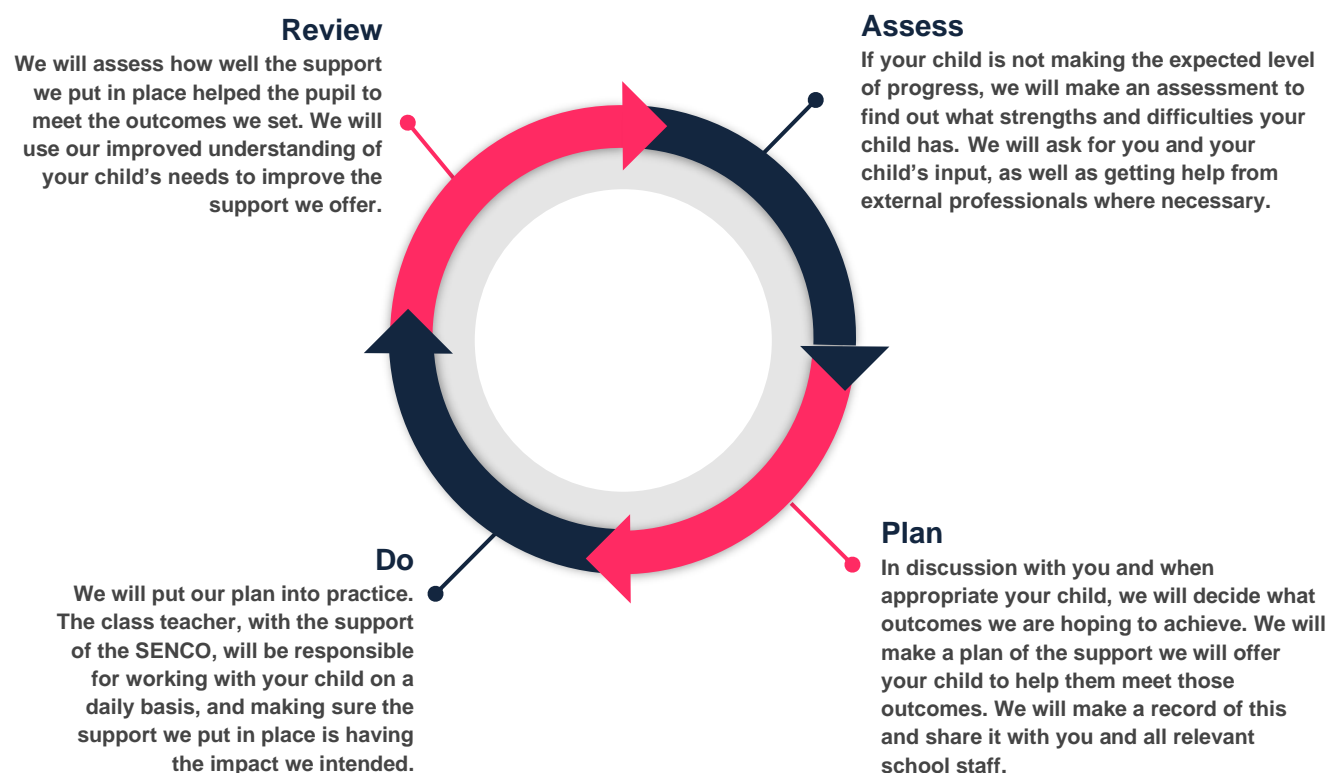 Review
We will assess how well the support
we put in place helped the pupil to
meet the outcomes we set. We will
use our improved understanding of
your child’s needs to improve the
support we offer.
Assess
If your child is not making the expected level
of progress, we will make an assessment to
find out what strengths and difficulties your
child has. We will ask for you and your
child’s input, as well as getting help from
external professionals where necessary.
Do
We will put our plan into practice.
The class teacher, with the support
of the SENCO, will be responsible
for working with your child on a
daily basis, and making sure the
support we put in place is having
the impact we intended.
Plan
In discussion with you and when
appropriate your child, we will decide what
outcomes we are hoping to achieve. We will
make a plan of the support we will offer
your child to help them meet those
outcomes. We will make a record of this
and share it with you and all relevant
school staff.